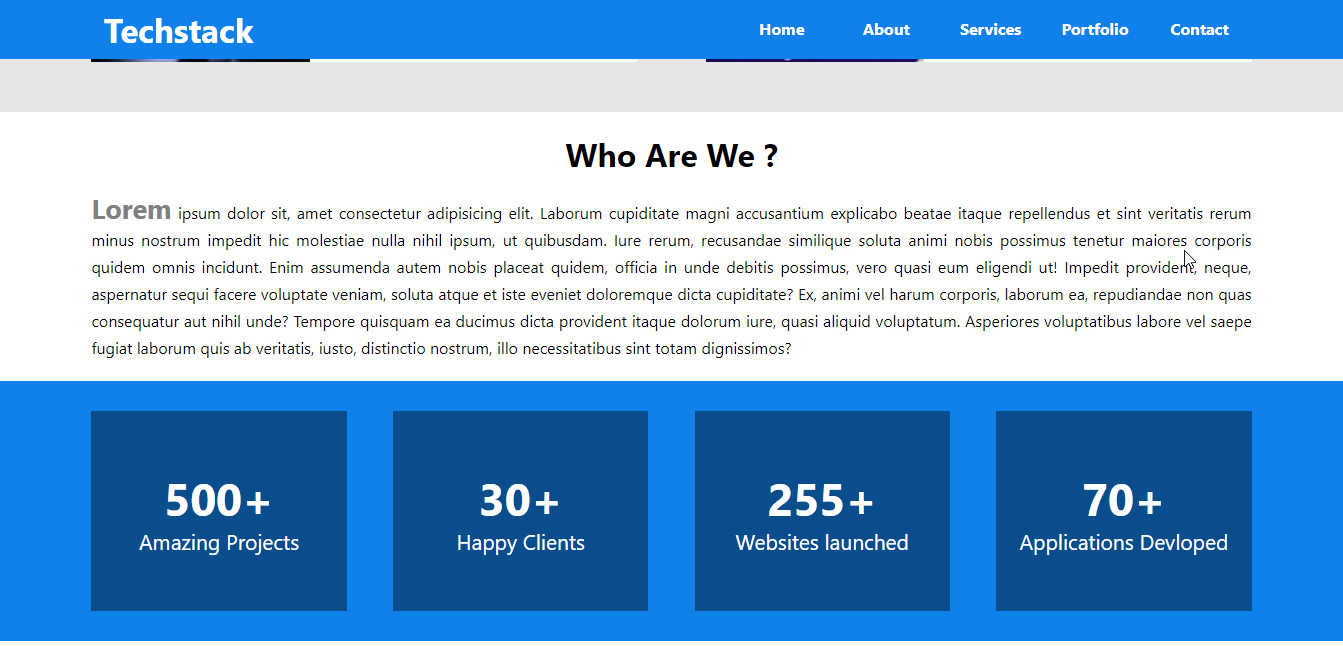 Techstack
Home About Services Portfolio Contact
Who Are We ?
Lorem ipsum dolor sit, amet consectetur adipisicing elit. Laborum cupiditate magni accusantium explicabo beatae itaque repellendus et sint veritatis rerum
minus nostrum impedit hic molestiae nulla nihil ipsum, ut quibusdam. Iure rerum, recusandae similique soluta animi nobis possimus tenetur maiores corporis
quidem omnis incidunt. Enim assumenda autem nobis placeat quidem, officia in unde debitis possimus, vero quasi eum eligendi ut! Impedit provident, neque,
aspernatur sequi facere voluptate veniam, soluta atque et iste eveniet doloremque dicta cupiditate? Ex, animi vel harum corporis, laborum ea, repudiandae non quas
consequatur aut nihil unde? Tempore quisquam ea ducimus dicta provident itaque dolorum iure, quasi aliquid voluptatum. Asperiores voluptatibus labore vel saepe
fugiat laborum quis ab veritatis, iusto, distinctio nostrum, illo necessitatibus sint totam dignissimos?
500+
Amazing Projects
30+
Happy Clients
255+
Websites launched
70+
Applications Devloped